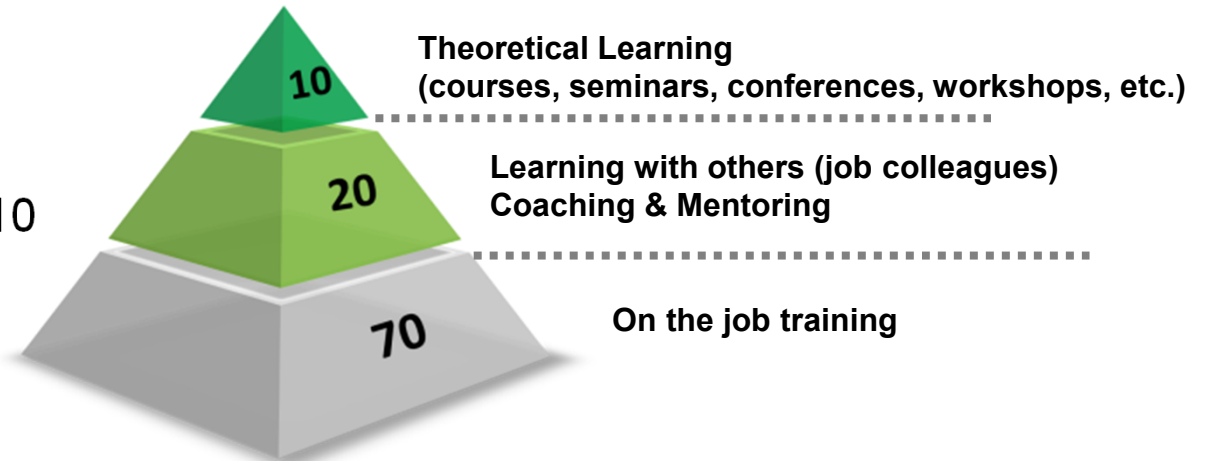 10
Theoretical Learning
(courses, seminars, conferences, workshops, etc.)
20
Learning with others (job colleagues)
Coaching & Mentoring
10
70
On the job training